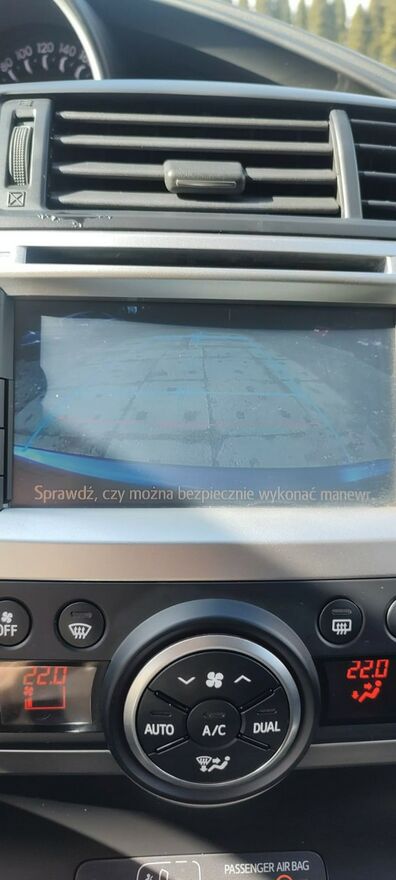 80 100 120 140
Sprawdź, czy można bezpiecznie wykonać manewr.
OFF
22.0
22.0
AUTO
A/C
DUAL
PASSENGER AIR BAG